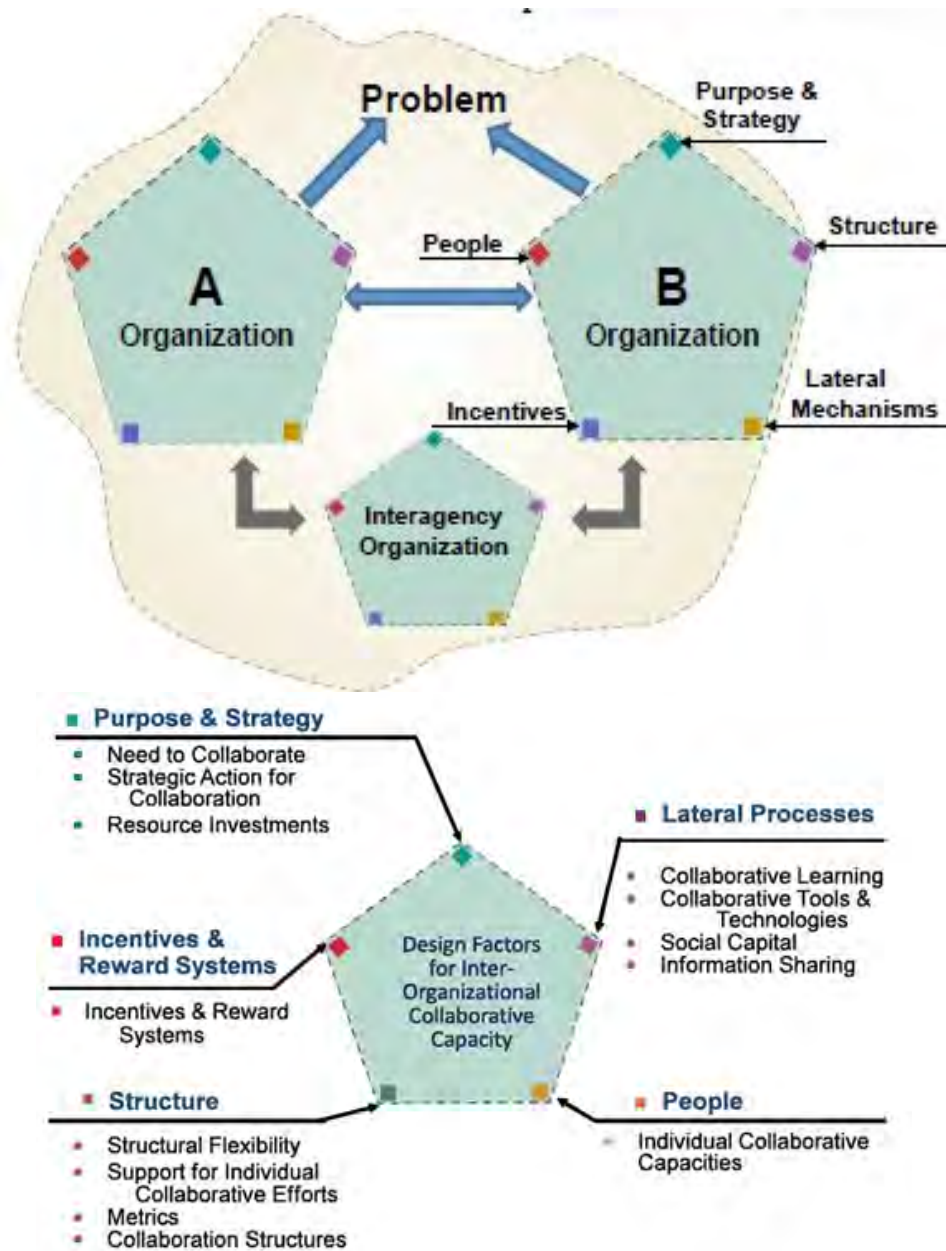 Problem
Purpose &
Strategy
Structure
People
A
Organization
B
Organization
Lateral
Mechanisms
Incentives
Interagency
Organization
Purpose & Strategy
Need to Collaborate
Strategic Action for
Collaboration
Resource Investments
Lateral Processes
Collaborative Learning
Collaborative Tools &
Technologies
Social Capital
Information Sharing
Incentives &
Reward Systems
Incentives & Reward
Systems
Design Factors
for Inter-
Organizational
Collaborative
Capacity
Structure
Structural Flexibility
Support for Individual
Collaborative Efforts
Metrics
Collaboration Structures
People
Individual Collaborative
Capacities